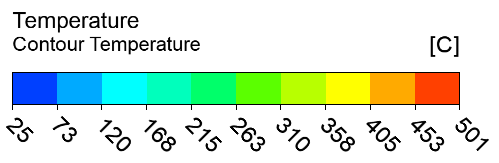 Temperature
Contour Temperature
[C]
25 73 120 168 215 263 310 358 405 453 501